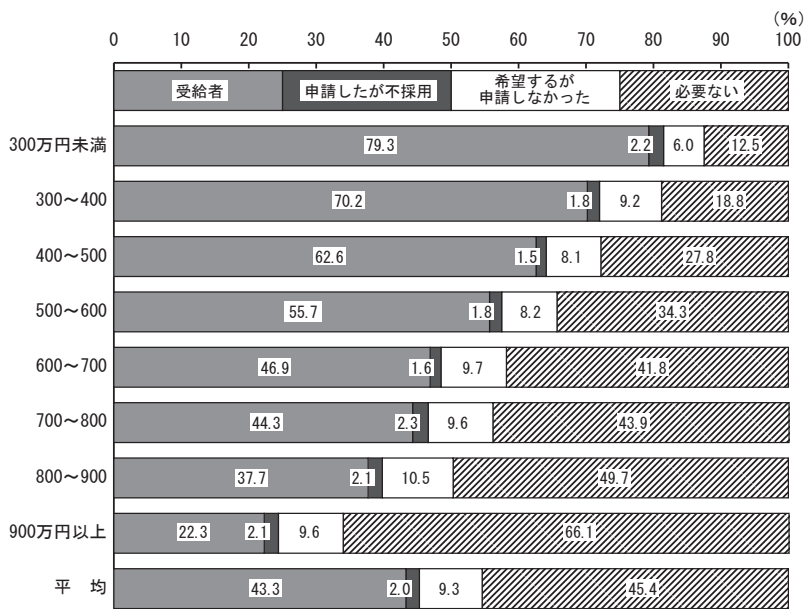 (%)
0 10 20 30 40 50 60 70 80 90 100
受給者 申請したが不採用 希望するが 必要ない
申請しなかった
300万円未満 79.3 2.2 6.0 12.5
300～400 70.2 1.8 9.2 18.8
400～500 62.6 1.5 8.1 27.8
500～600 55.7 1.8 8.2 34.3
600～700 46.9 1.6 9.7 41.8
700～800 44.3 2.3 9.6 43.9
800～900 37.7 2.1 10.5 49.7
900万円以上 22.3 2.1 9.6 66.1
平　均 43.3 2.0 9.3 45.4